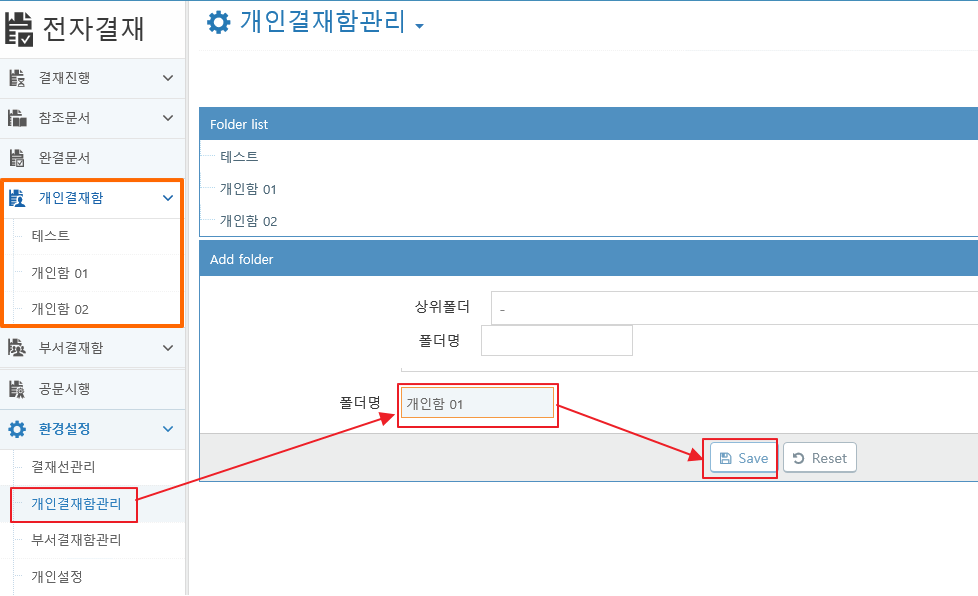 전자결재
결재진행
참조문서
완결문서
개인결재함
테스트
개인함 01
개인함 02
부서결재함
공문시행
환경설정
결재선관리
개인결재함관리
부서결재함관리
개인설정
개인결재함관리
Folder list
테스트
개인함 01
개인함 02
Add folder
상위폴더 -
폴더명
폴더명 개인함 01
Save Reset